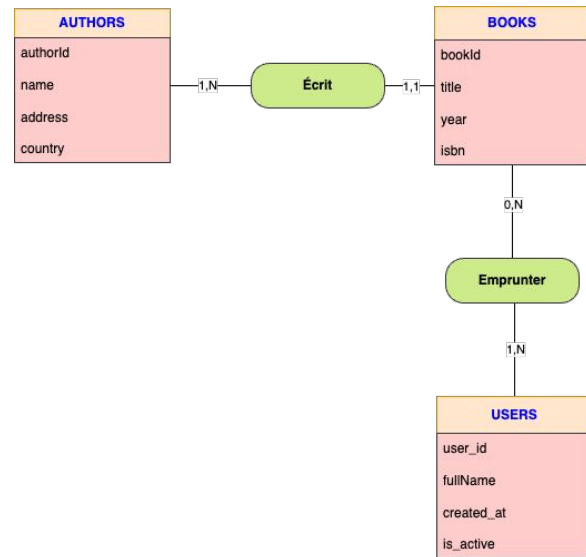 AUTHORS
authorId
name
address
country
1,N
Écrit
1,1
BOOKS
bookId
title
year
isbn
0,N
Emprunter
1,N
USERS
user_id
fullName
created_at
is_active